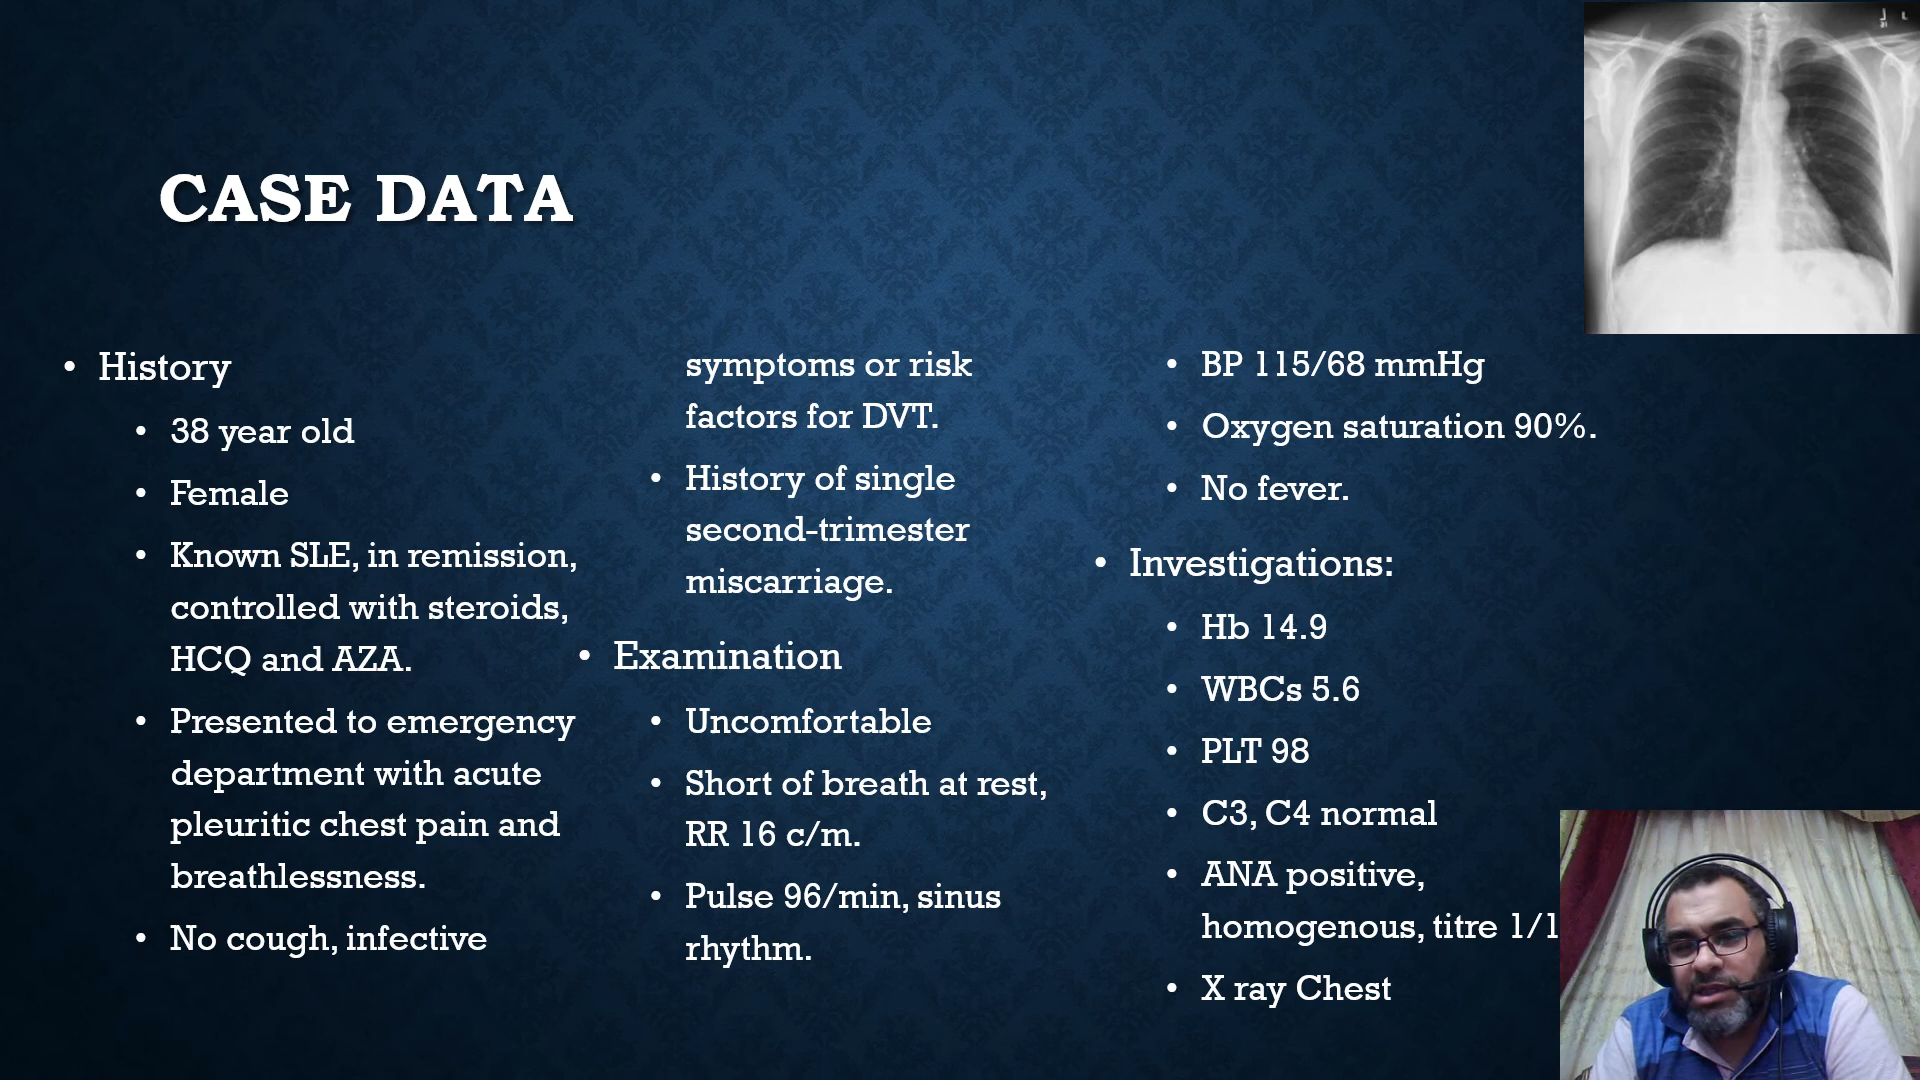 CASE DATA
• History
• 38 year old
• Female
• Known SLE, in remission,
controlled with steroids,
HCQ and AZA.
• Presented to emergency
department with acute
pleuritic chest pain and
breathlessness.
• No cough, infective
symptoms or risk
factors for DVT.
• History of single
second-trimester
miscarriage.
• Examination
• Uncomfortable
• Short of breath at rest,
RR 16 c/m.
• Pulse 96/min, sinus
rhythm.
• BP 115/68 mmHg
• Oxygen saturation 90%.
• No fever.
• Investigations:
• Hb 14.9
• WBCs 5.6
• PLT 98
• C3, C4 normal
• ANA positive,
homogenous, titre 1/1
• X ray Chest